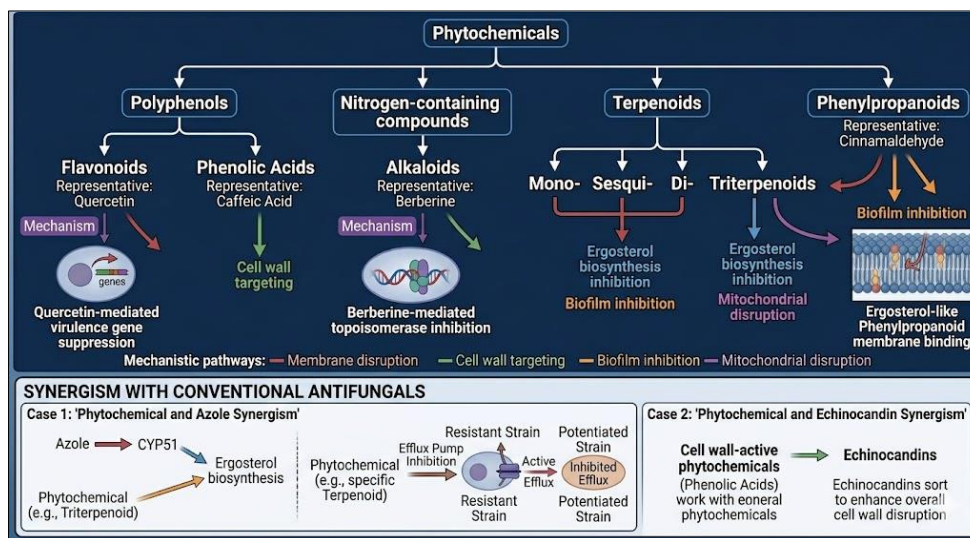 Phytochemicals
Polyphenols
Nitrogen-containing
compounds
Terpenoids
Phenylpropanoids
Representative:
Cinnamaldehyde
Flavonoids
Representative:
Quercetin
Phenolic Acids
Representative:
Caffeic Acid
Alkaloids
Representative:
Berberine
Mono- Sesqui- Di- Triterpenoids
Mechanism
Mechanism
Biofilm inhibition
genes
Cell wall
targeting
Ergosterol
biosynthesis
inhibition
Biofilm inhibition
Ergosterol
biosynthesis
inhibition
Mitochondrial
disruption
Quercetin-mediated
virulence gene
suppression
Berberine-mediated
topoisomerase inhibition
Ergosterol-like
Phenylpropanoid
membrane binding
Mechanistic pathways: Membrane disruption Cell wall targeting Biofilm inhibition Mitochondrial disruption
SYNERGISM WITH CONVENTIONAL ANTIFUNGALS
Case 1: 'Phytochemical and Azole Synergism'
Azole CYP51
Ergosterol
biosynthesis
Phytochemical
(e.g., Triterpenoid)
Phytochemical
(e.g., specific
Terpenoid)
Efflux Pump
Inhibition
Resistant Strain
Resistant
Strain
Active
Efflux
Potentiated
Strain
Inhibited
Efflux
Potentiated
Strain
Case 2: 'Phytochemical and Echinocandin Synergism'
Cell wall-active
phytochemicals
(Phenolic Acids)
work with eoneral
phytochemicals
Echinocandins
Echinocandins sort
to enhance overall
cell wall disruption